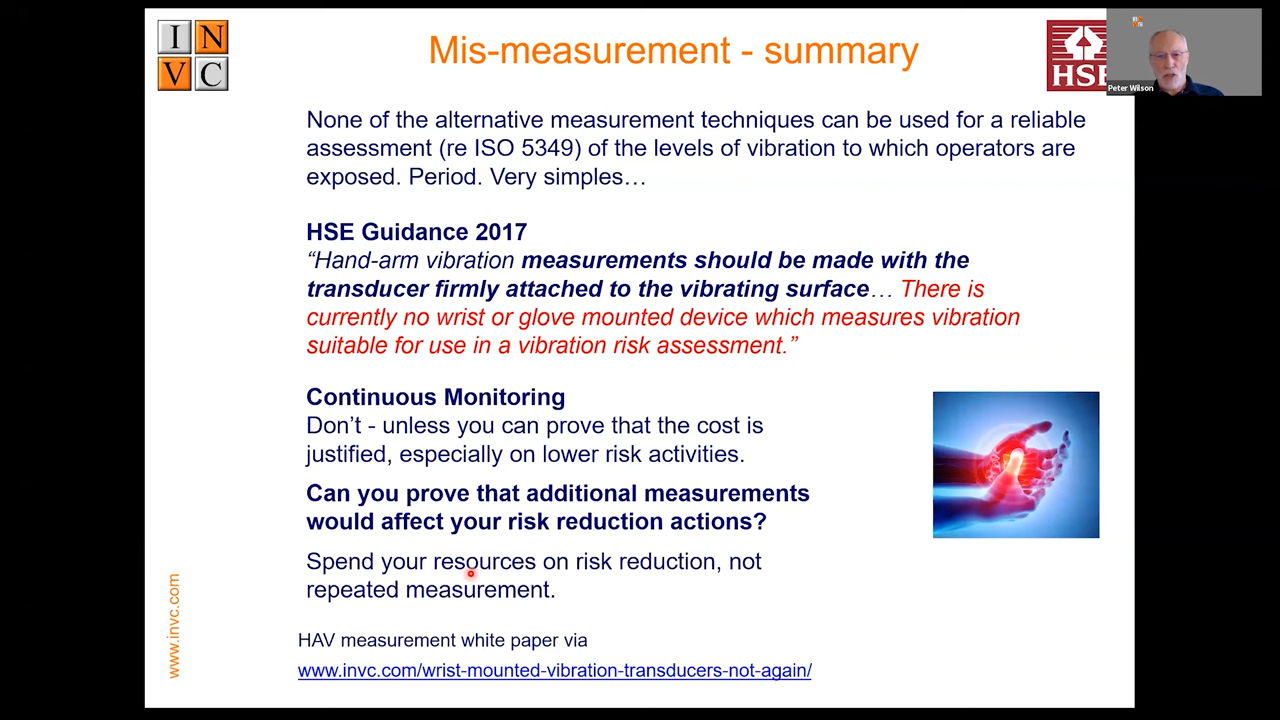 I N
V C
Mis-measurement - summary
HSE
Peter Wilson
None of the alternative measurement techniques can be used for a reliable
assessment (re ISO 5349) of the levels of vibration to which operators are
exposed. Period. Very simples…
HSE Guidance 2017
“Hand-arm vibration measurements should be made with the
transducer firmly attached to the vibrating surface… There is
currently no wrist or glove mounted device which measures vibration
suitable for use in a vibration risk assessment.”
Continuous Monitoring
Don’t - unless you can prove that the cost is
justified, especially on lower risk activities.
Can you prove that additional measurements
would affect your risk reduction actions?
Spend your resources on risk reduction, not
repeated measurement.
HAV measurement white paper via
www.invc.com/wrist-mounted-vibration-transducers-not-again/
www.invc.com